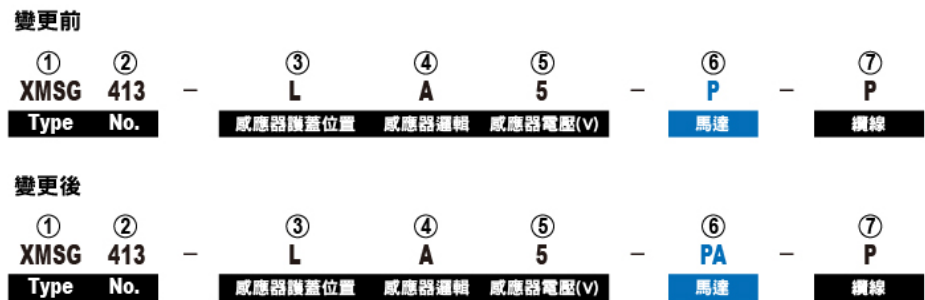 變更前
① ② ③ ④ ⑤ ⑥ ⑦
XMSG 413 – L A 5 – P – P
Type No. 感應器護蓋位置 感應器邏輯 感應器電壓(V) 馬達 纜線
變更後
① ② ③ ④ ⑤ ⑥ ⑦
XMSG 413 – L A 5 – PA – P
Type No. 感應器護蓋位置 感應器邏輯 感應器電壓(V) 馬達 纜線